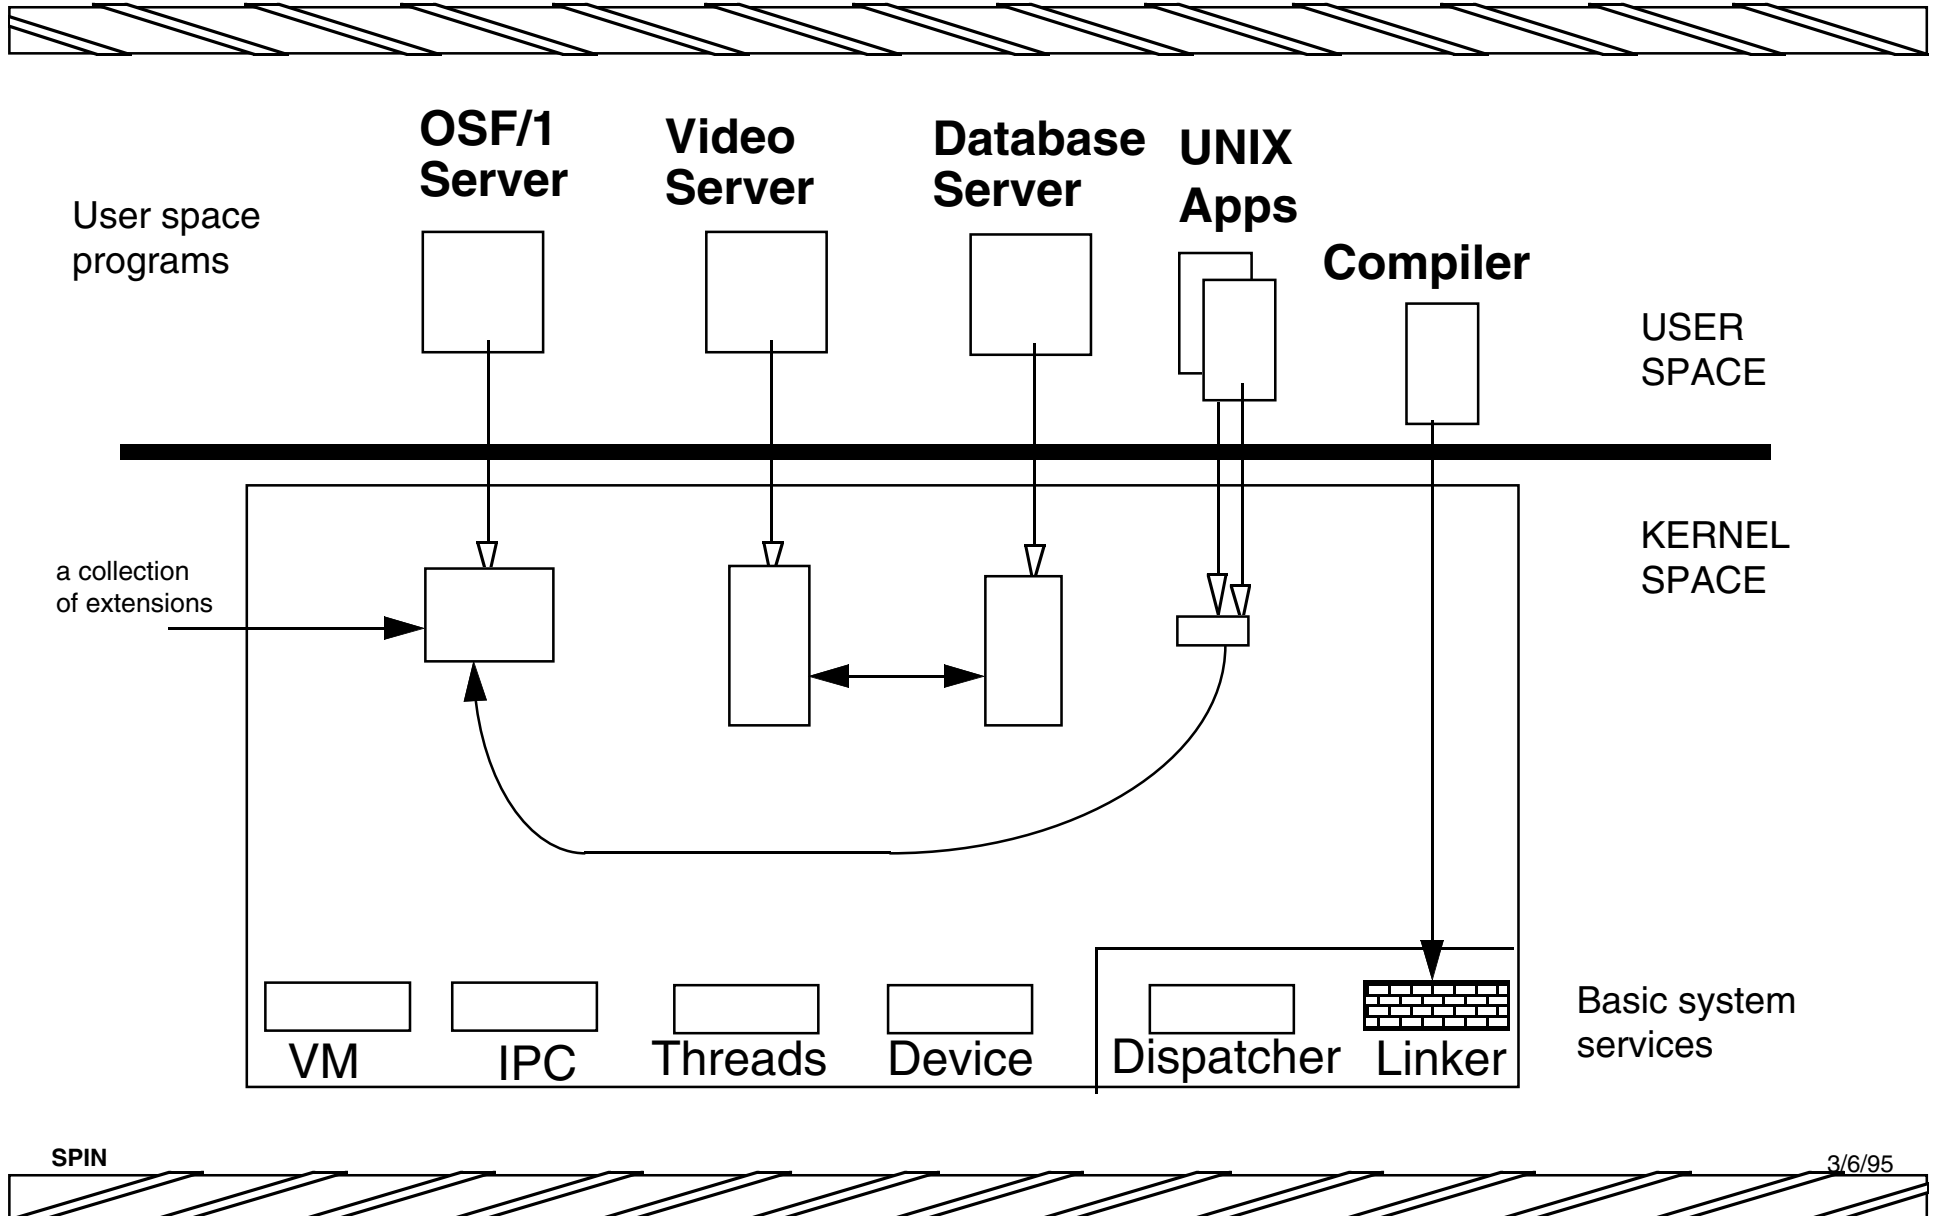 OSF/1
Server
Video
Server
Database
Server
UNIX
Apps
User space
programs
Compiler
USER
SPACE
KERNEL
SPACE
a collection
of extensions
VM
IPC
Threads
Device
Dispatcher
Linker
Basic system
services
SPIN
3/6/95